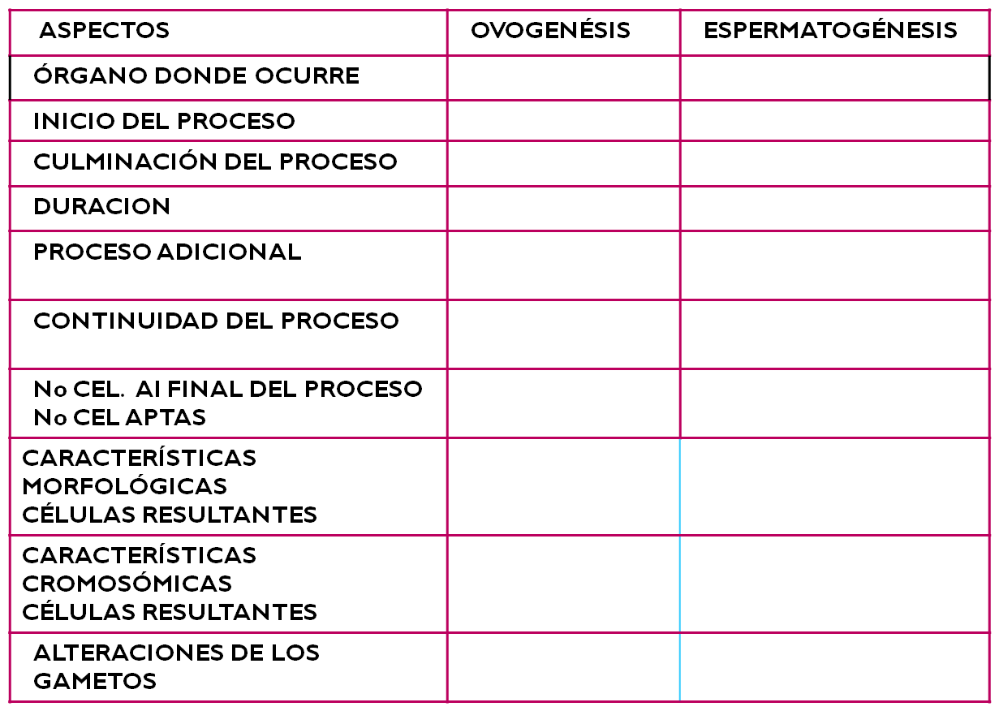 ASPECTOS OVOGENÉSIS ESPERMATOGÉNESIS
ÓRGANO DONDE OCURRE
INICIO DEL PROCESO
CULMINACIÓN DEL PROCESO
DURACION
PROCESO ADICIONAL
CONTINUIDAD DEL PROCESO
No CEL. Al FINAL DEL PROCESO
No CEL APTAS
CARACTERÍSTICAS
MORFOLÓGICAS
CÉLULAS RESULTANTES
CARACTERÍSTICAS
CROMOSÓMICAS
CÉLULAS RESULTANTES
ALTERACIONES DE LOS
GAMETOS